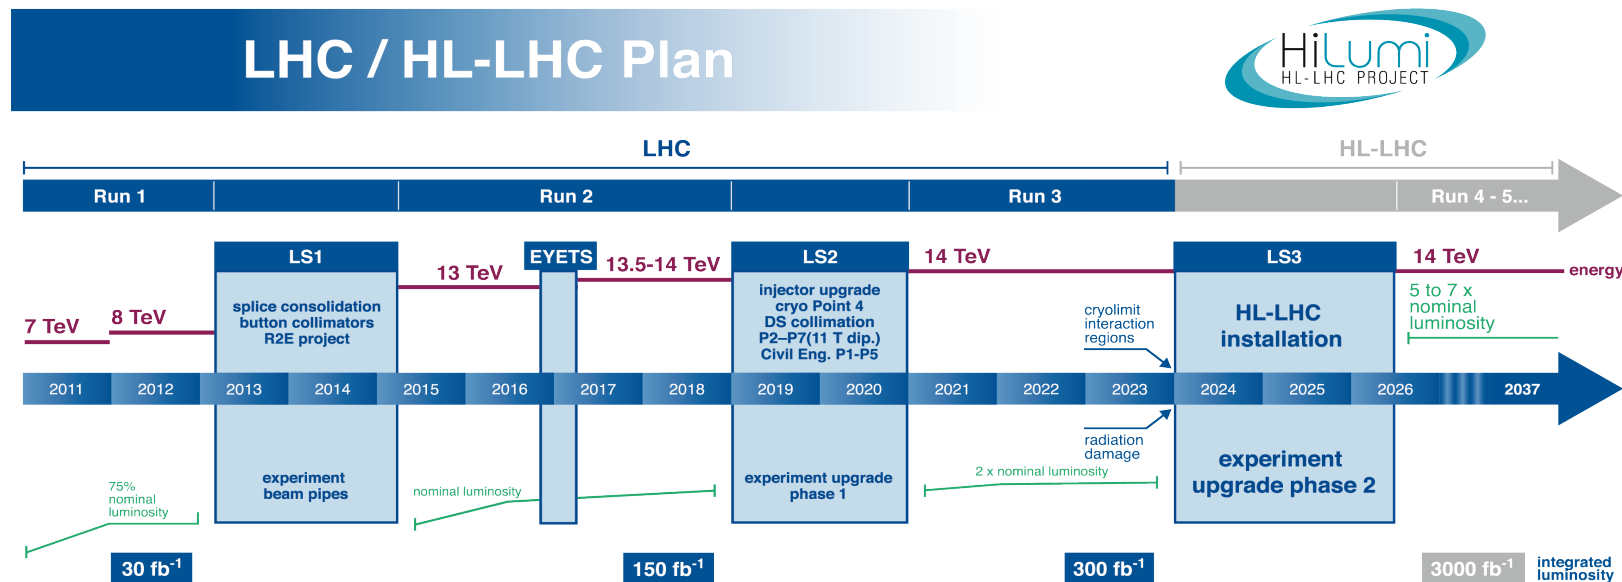 LHC / HL-LHC Plan
HiLumi
HL-LHC PROJECT
LHC
HL-LHC
Run 1
Run 2
Run 3
Run 4 - 5...
LS1
EYETS
LS2
LS3
7 TeV
8 TeV
13 TeV
13.5-14 TeV
14 TeV
14 TeV
energy
splice consolidation
button collimators
R2E project
injector upgrade
cryo Point 4
DS collimation
P2–P7(11 T dip.)
Civil Eng. P1-P5
cryolimit
interaction
regions
HL-LHC
installation
5 to 7 x
nominal
luminosity
2011
2012
2013
2014
2015
2016
2017
2018
2019
2020
2021
2022
2023
2024
2025
2026
2037
75%
nominal
luminosity
experiment
beam pipes
nominal luminosity
experiment upgrade
phase 1
2 x nominal luminosity
radiation
damage
experiment
upgrade phase 2
30 fb⁻¹
150 fb⁻¹
300 fb⁻¹
3000 fb⁻¹
integrated
luminosity